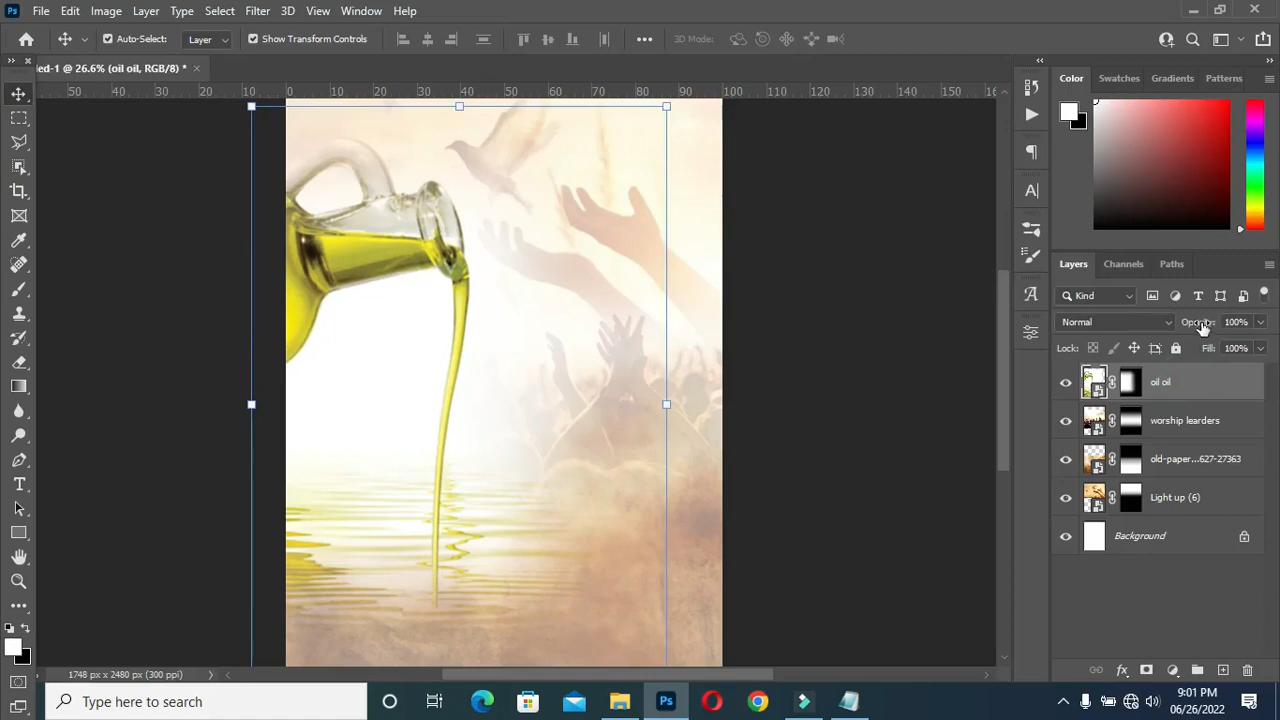 Ps File Edit Image Layer Type Select Filter 3D View Window Help
Auto-Select: Layer Show Transform Controls 3D Mode:
led-1 @ 26.6% (oil oil, RGB/8) *
50 40 30 20 10 0 10 20 30 40 50 60 70 80 90 100 110 120 130 140 150
Color Swatches Gradients Patterns
Layers Channels Paths
Kind
Normal Opacity: 100%
Lock: Fill: 100%
oil oil
worship learders
old-paper...627-27363
Light up (6)
Background
1748 px x 2480 px (300 ppi)
Type here to search
9:01 PM
06/26/2022